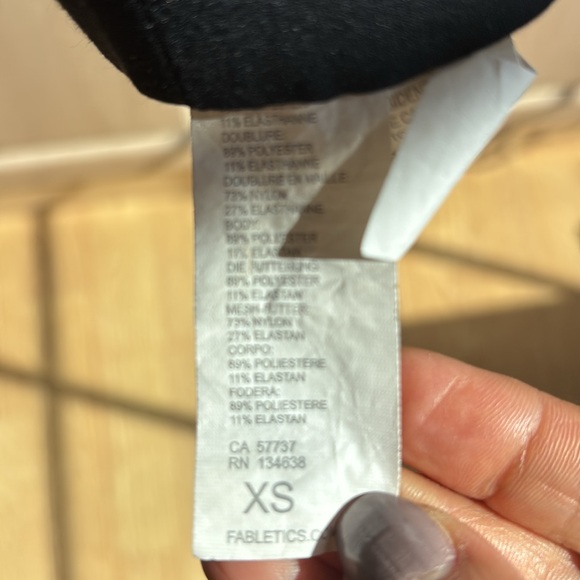 11% ELASTHANNE
DOUBLURE:
89% POLYESTER
11% ELASTHANNE
DOUBLURE EN MAILLE:
73% NYLON
27% ELASTHANNE
BODY:
89% POLIESTER
11% ELASTAN
DIE FUTTERUNG:
89% POLYESTER
11% ELASTAN
MESH-FUTTER:
73% NYLON
27% ELASTAN
CORPO:
89% POLIESTERE
11% ELASTAN
FODERA:
89% POLIESTERE
11% ELASTAN
CA 57737
RN 134638
XS
FABLETICS.C